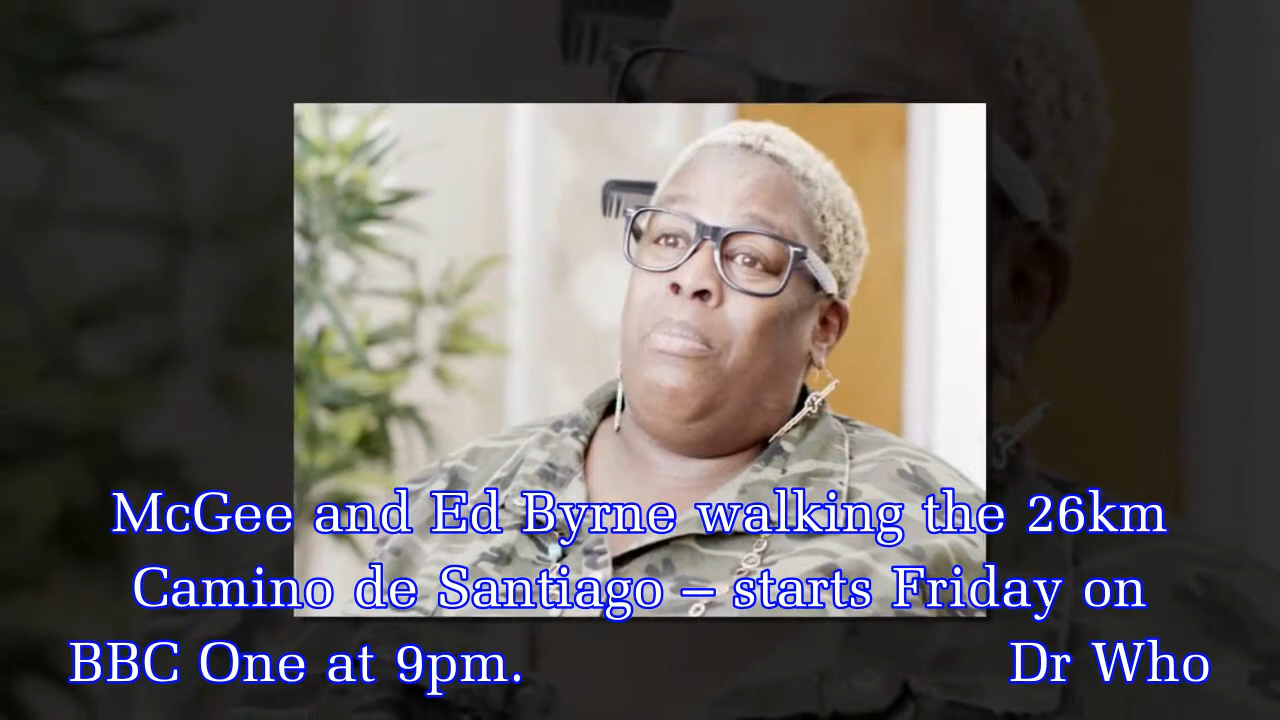 McGee and Ed Byrne walking the 26km
Camino de Santiago – starts Friday on
BBC One at 9pm. Dr Who